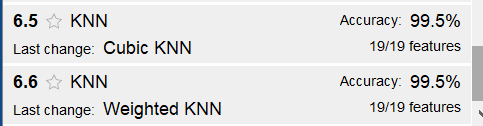 6.5 ☆ KNN Accuracy: 99.5%
Last change: Cubic KNN 19/19 features
6.6 ☆ KNN Accuracy: 99.5%
Last change: Weighted KNN 19/19 features